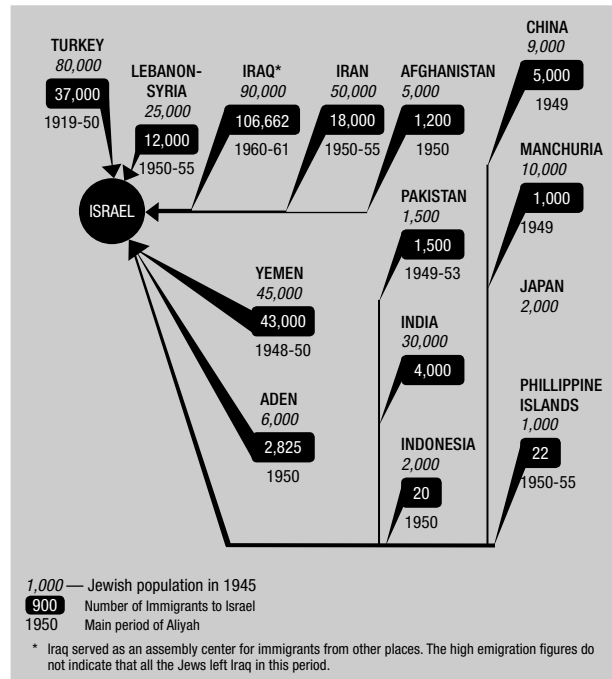 TURKEY
80,000
37,000
1919-50
LEBANON-
SYRIA
25,000
12,000
1950-55
IRAQ*
90,000
106,662
1960-61
IRAN
50,000
18,000
1950-55
AFGHANISTAN
5,000
1,200
1950
CHINA
9,000
5,000
1949
MANCHURIA
10,000
1,000
1949
ISRAEL
PAKISTAN
1,500
1,500
1949-53
JAPAN
2,000
YEMEN
45,000
43,000
1948-50
INDIA
30,000
4,000
ADEN
6,000
2,825
1950
INDONESIA
2,000
20
1950
PHILLIPPINE
ISLANDS
1,000
22
1950-55
1,000 — Jewish population in 1945
900 Number of Immigrants to Israel
1950 Main period of Aliyah
* Iraq served as an assembly center for immigrants from other places. The high emigration figures do
not indicate that all the Jews left Iraq in this period.